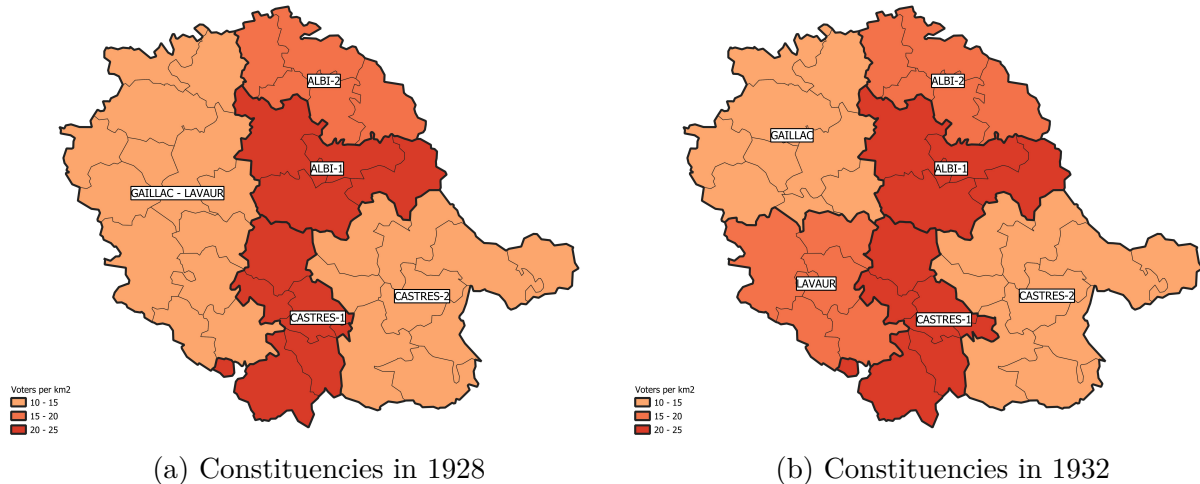 ALBI-2
ALBI-1
GAILLAC - LAVAUR
CASTRES-2
CASTRES-1
Voters per km2
10 - 15
15 - 20
20 - 25
(a) Constituencies in 1928
ALBI-2
GAILLAC
ALBI-1
LAVAUR
CASTRES-2
CASTRES-1
Voters per km2
10 - 15
15 - 20
20 - 25
(b) Constituencies in 1932